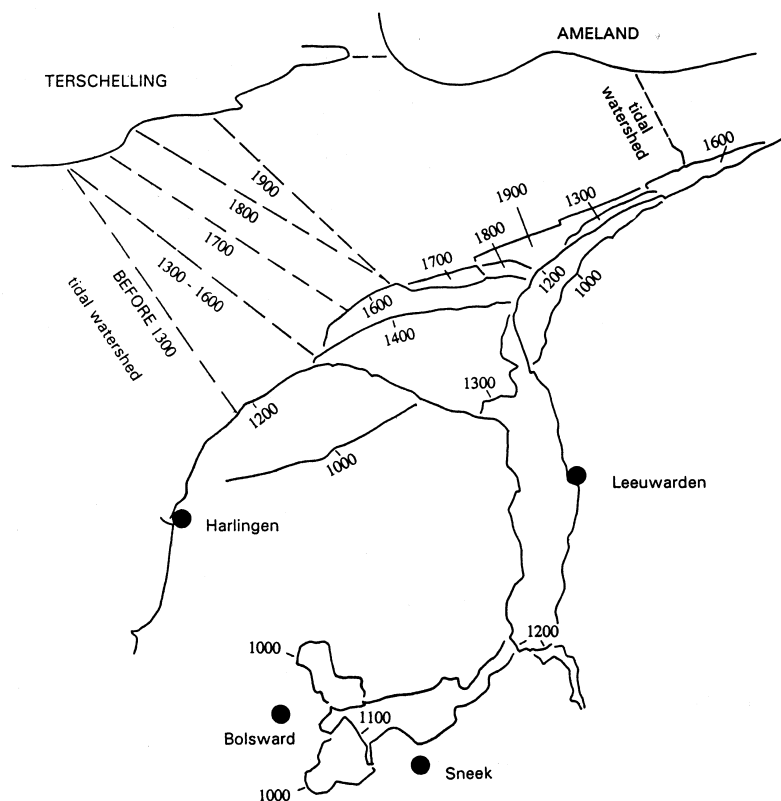 AMELAND
TERSCHELLING
tidal
watershed
1600
1900
1900
1300
1800
1800
1700
1700
1200
1000
1300 - 1600
1600
1400
BEFORE 1300
tidal watershed
1300
1200
1000
Leeuwarden
Harlingen
1200
1000
1100
Bolsward
Sneek
1000